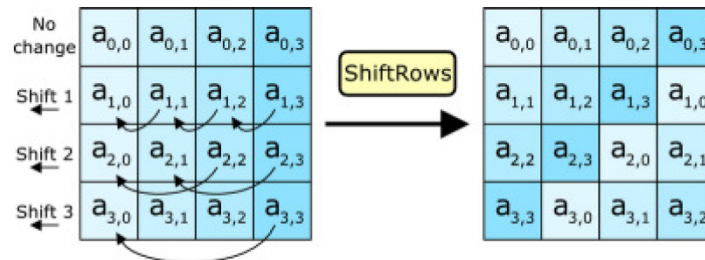 No change a0,0 a0,1 a0,2 a0,3
Shift 1 a1,0 a1,1 a1,2 a1,3
Shift 2 a2,0 a2,1 a2,2 a2,3
Shift 3 a3,0 a3,1 a3,2 a3,3
ShiftRows
a0,0 a0,1 a0,2 a0,3
a1,1 a1,2 a1,3 a1,0
a2,2 a2,3 a2,0 a2,1
a3,3 a3,0 a3,1 a3,2